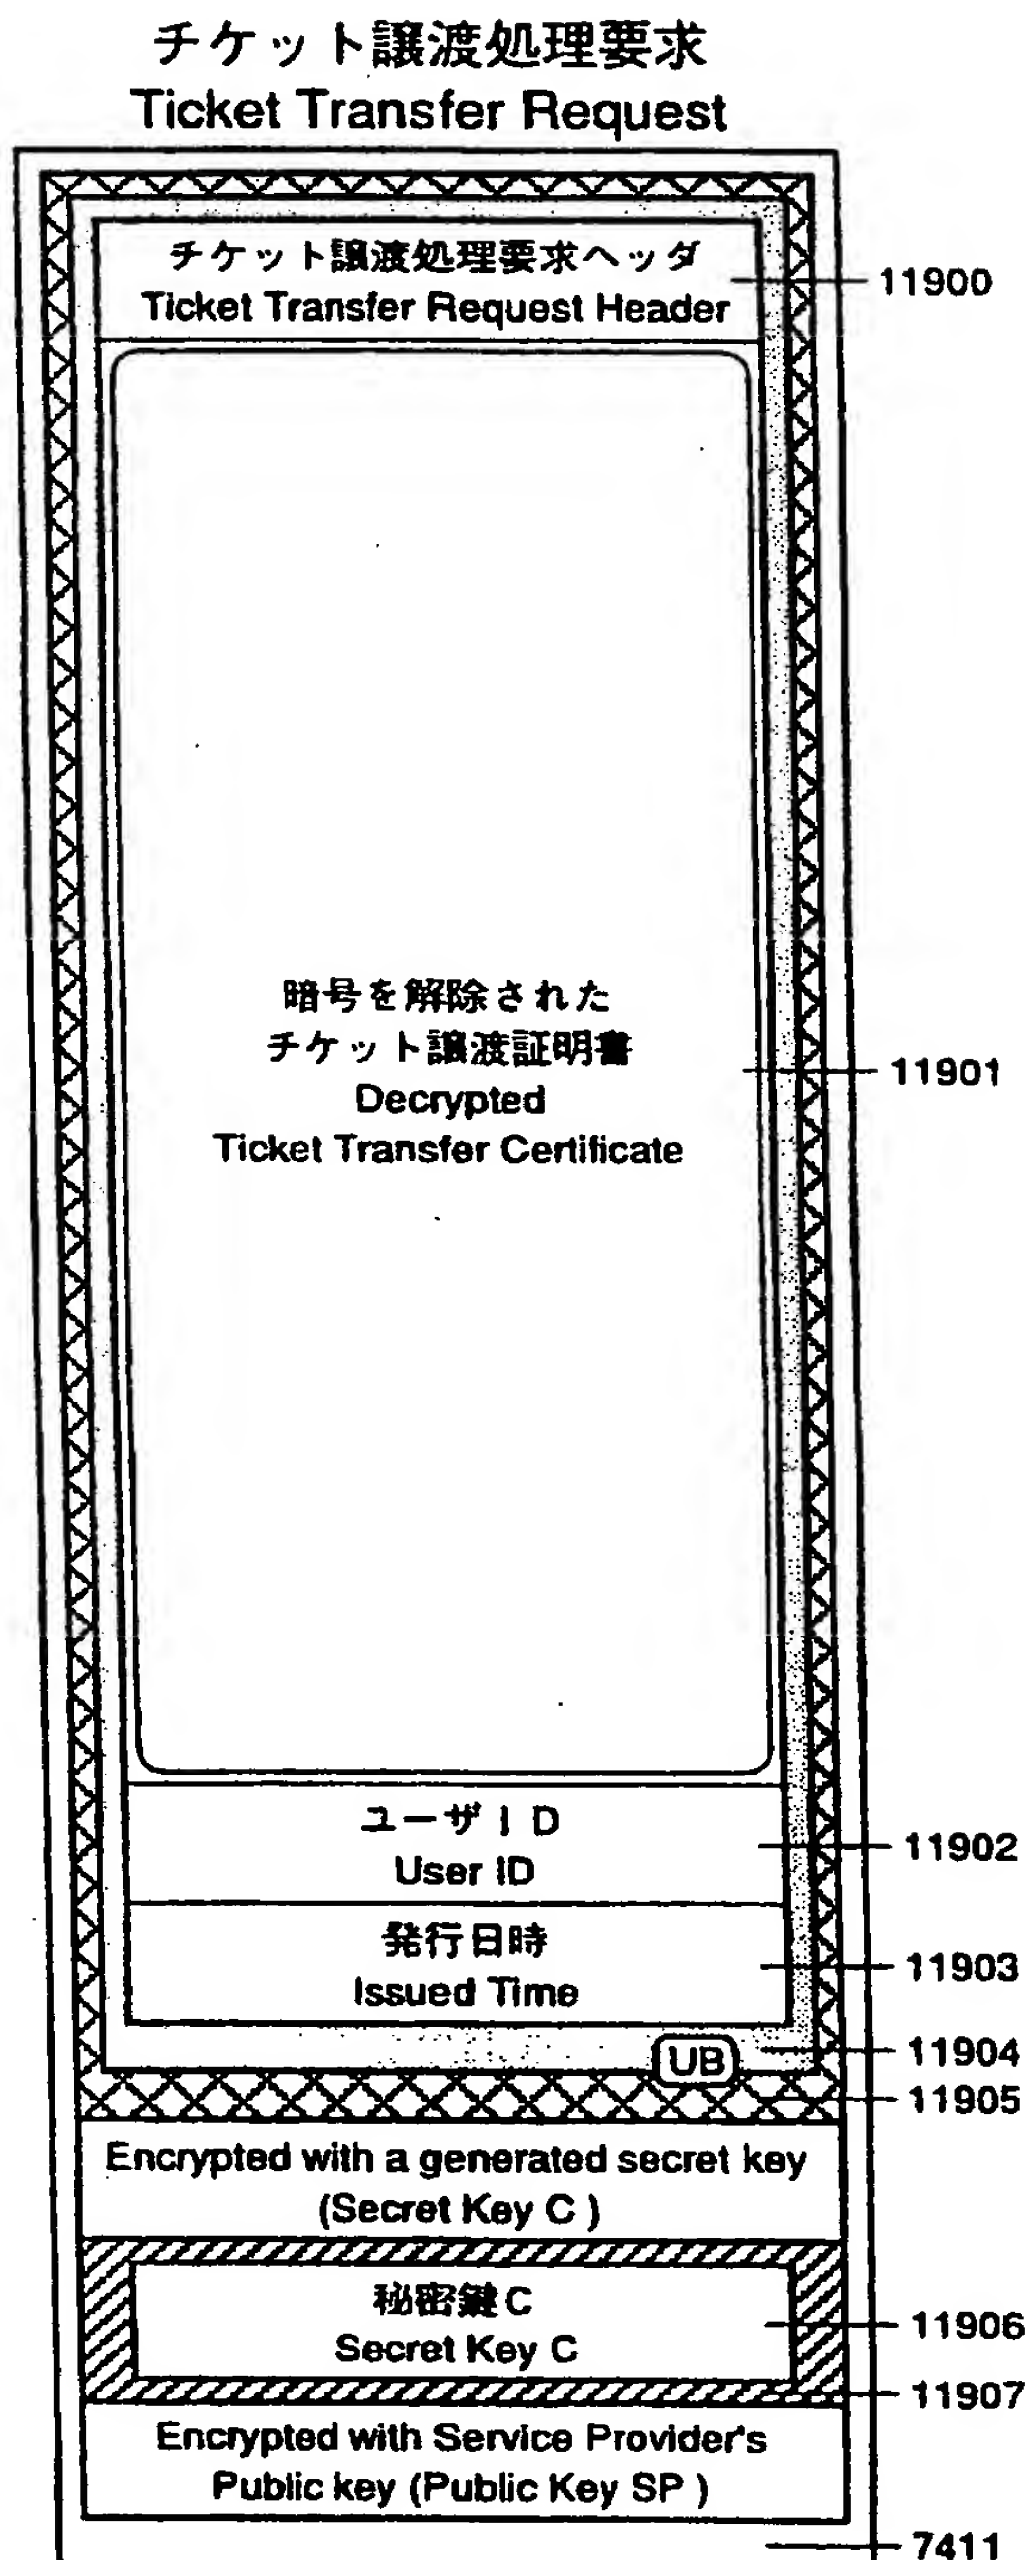 チケット譲渡処理要求
Ticket Transfer Request
チケット譲渡処理要求ヘッダ
Ticket Transfer Request Header
11900
暗号を解除された
チケット譲渡証明書
Decrypted
Ticket Transfer Certificate
11901
ユーザID
User ID
11902
発行日時
Issued Time
11903
11904
UB
11905
Encrypted with a generated secret key
(Secret Key C )
秘密鍵C
Secret Key C
11906
11907
Encrypted with Service Provider's
Public key (Public Key SP )
7411